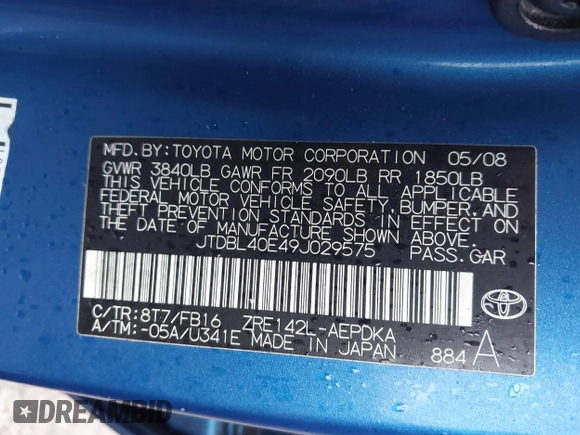 MFD. BY: TOYOTA MOTOR CORPORATION 05/08
GVWR 3840LB GAWR FR 2090LB RR 1850LB
THIS VEHICLE CONFORMS TO ALL APPLICABLE
FEDERAL MOTOR VEHICLE SAFETY, BUMPER, AND
THEFT PREVENTION STANDARDS IN EFFECT ON
THE DATE OF MANUFACTURE SHOWN ABOVE.
JTDBL40E49J029575 PASS. CAR
C/TR: 8T7/FB16 ZRE142L-AEPDKA
A/TM: -05A/U341E MADE IN JAPAN 884 A
DREAMBID